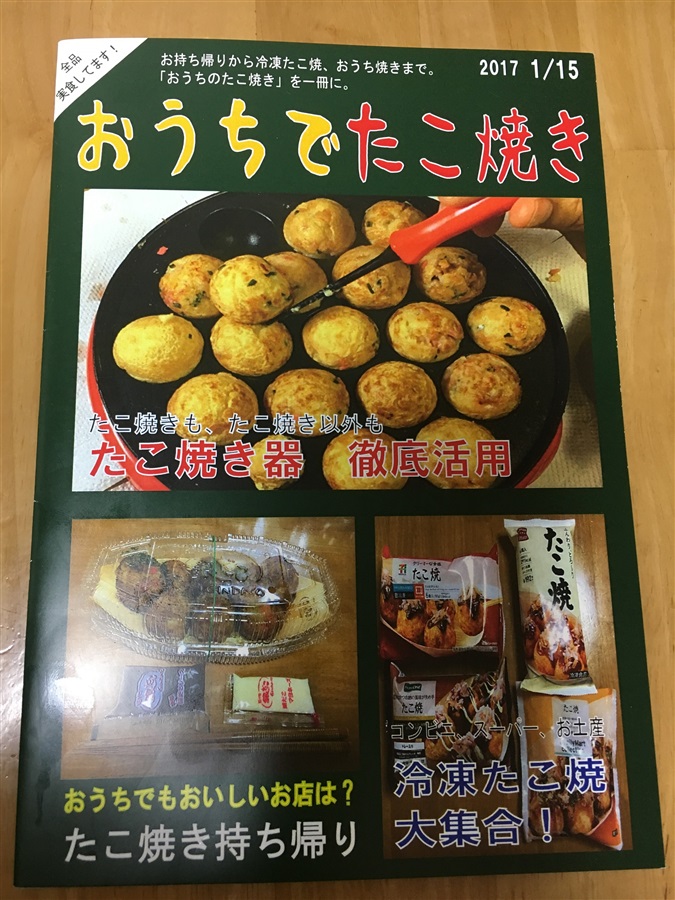 全品
実食してます！
お持ち帰りから冷凍たこ焼、おうち焼きまで。
「おうちのたこ焼き」を一冊に。
2017 1/15
おうちでたこ焼き
たこ焼きも、たこ焼き以外も
たこ焼き器 徹底活用
たこ焼
たこ焼
たこ焼
たこ焼
コンビニ、スーパー、お土産
冷凍たこ焼
大集合！
おうちでもおいしいお店は？
たこ焼き持ち帰り